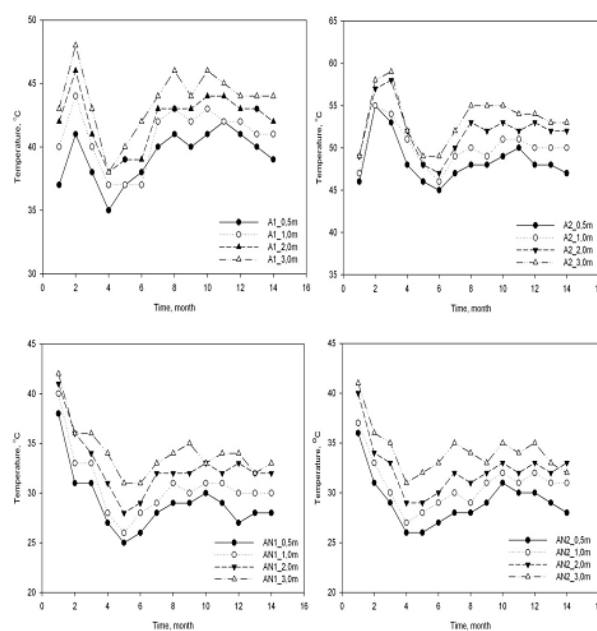 50
45
40
35
30
0 2 4 6 8 10 12 14 16
Temperature, °C
Time, month
A1_0,5m
A1_1,0m
A1_2,0m
A1_3,0m
65
60
55
50
45
35
0 2 4 6 8 10 12 14 16
Temperature, °C
Time, month
A2_0,5m
A2_1,0m
A2_2,0m
A2_3,0m
45
40
35
30
25
20
0 2 4 6 8 10 12 14 16
Temperature, °C
Time, month
AN1_0,5m
AN1_1,0m
AN1_2,0m
AN1_3,0m
45
40
35
30
25
20
0 2 4 6 8 10 12 14 16
Temperature, °C
Time, month
AN2_0,5m
AN2_1,0m
AN2_2,0m
AN2_3,0m